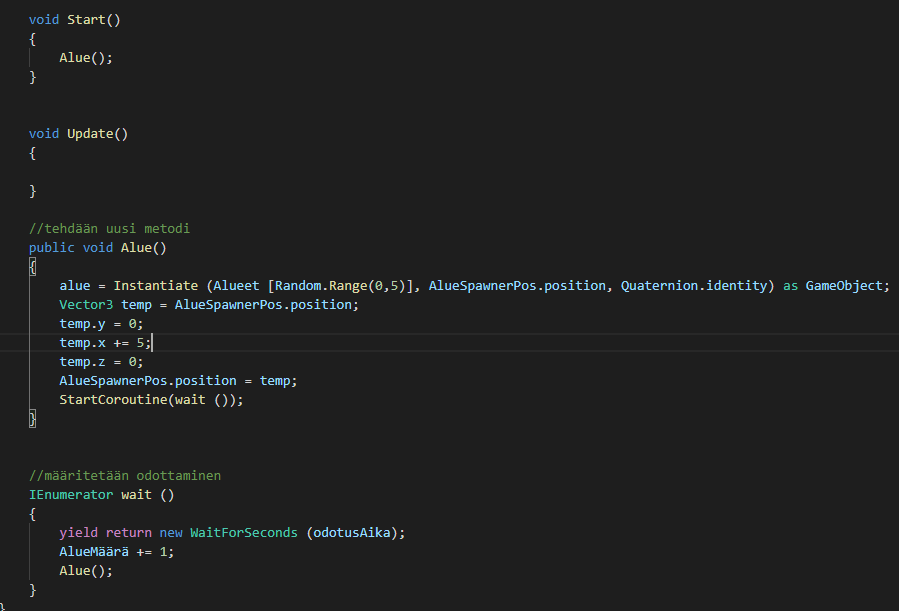 void Start()
{
Alue();
}
void Update()
{
}
//tehdään uusi metodi
public void Alue()
{
alue = Instantiate (Alueet [Random.Range(0,5)], AlueSpawnerPos.position, Quaternion.identity) as GameObject;
Vector3 temp = AlueSpawnerPos.position;
temp.y = 0;
temp.x += 5;
temp.z = 0;
AlueSpawnerPos.position = temp;
StartCoroutine(wait ());
}
//määritetään odottaminen
IEnumerator wait ()
{
yield return new WaitForSeconds (odotusAika);
AlueMäärä += 1;
Alue();
}
}